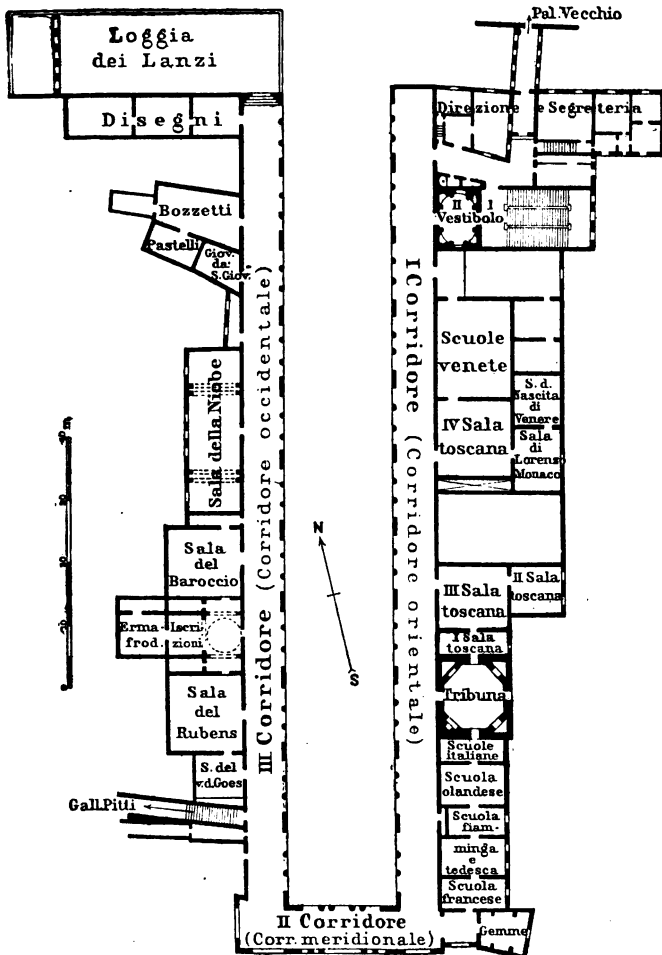 Pal. Vecchio
Loggia
dei Lanzi
Disegni
Direzione e Segreteria
Bozzetti
Pastelli
Giov.
da
S. Giov.
II I
Vestibolo
I Corridore (Corridore orientale)
III Corridore (Corridore occidentale)
Scuole
venete
S. d.
Nascita
di
Venere
IV Sala
toscana
Sala
di
Lorenz
Monaco
Sala della Niobe
N
S
Sala
del
Baroccio
III Sala
toscana
II Sala
toscana
Erma-
frod.
Iscri-
zioni
I Sala
toscana
Tribuna
Sala
del
Rubens
Scuole
italiane
S. del
v. d. Goes
Scuola
olandese
Gall. Pitti
Scuola
fiam-
minga
e
tedesca
Scuola
francese
II Corridore
(Corr. meridionale)
Gemme